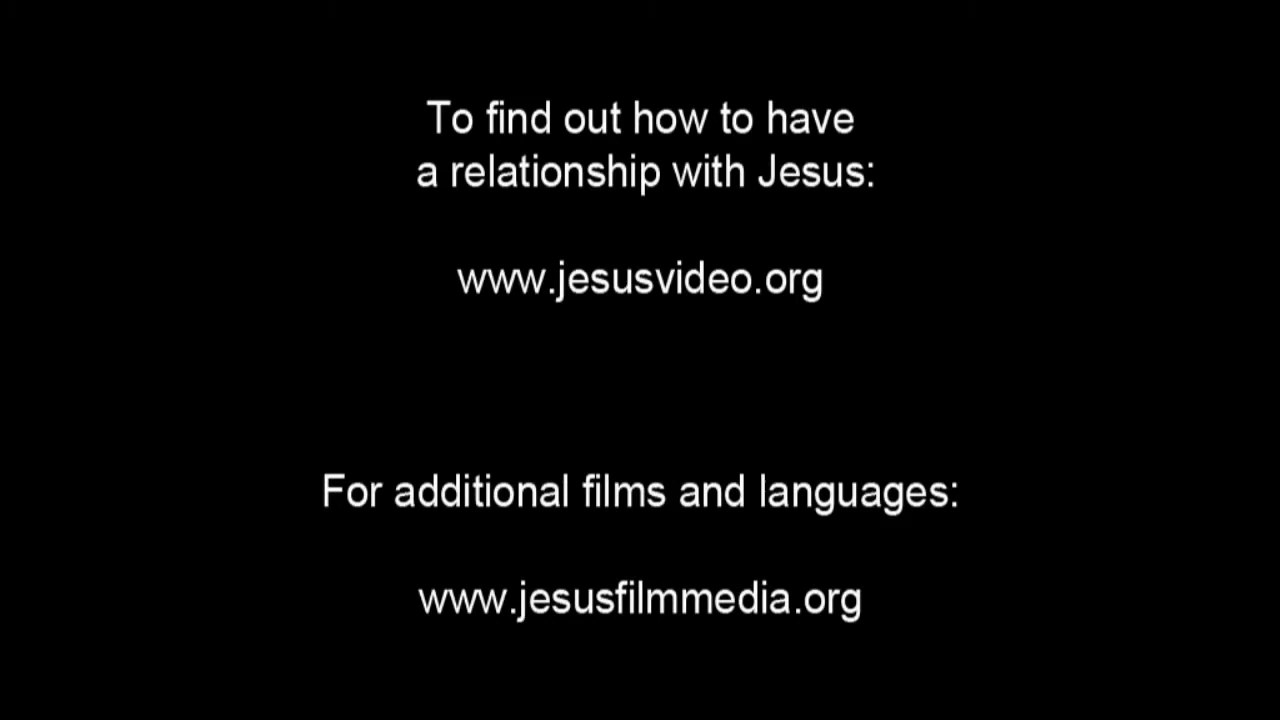 To find out how to have
a relationship with Jesus:
www.jesusvideo.org
For additional films and languages:
www.jesusfilmmedia.org